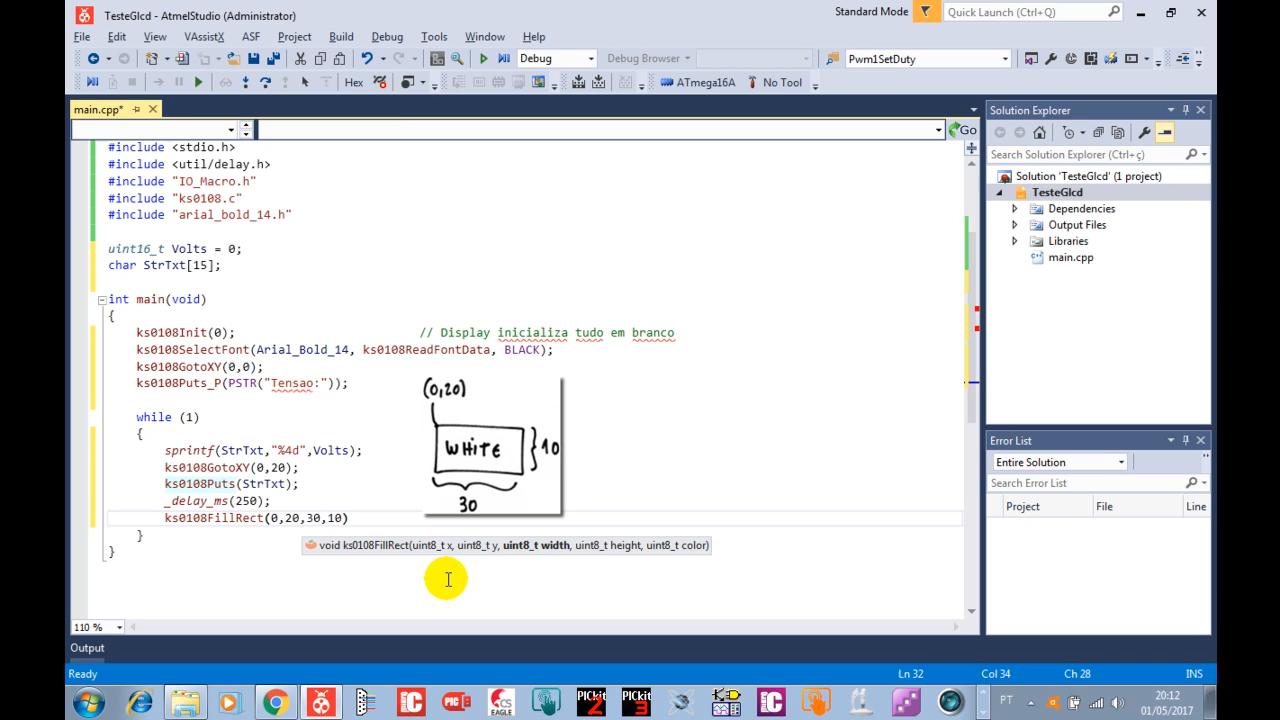 TesteGlcd - AtmelStudio (Administrator)
Standard Mode
Quick Launch (Ctrl+Q)
File Edit View VAssistX ASF Project Build Debug Tools Window Help
Debug
Debug Browser
Pwm1SetDuty
Hex
ATmega16A
No Tool
main.cpp*
Go
#include <stdio.h>
#include <util/delay.h>
#include "IO_Macro.h"
#include "ks0108.c"
#include "arial_bold_14.h"
uint16_t Volts = 0;
char StrTxt[15];
int main(void)
{
ks0108Init(0); // Display inicializa tudo em branco
ks0108SelectFont(Arial_Bold_14, ks0108ReadFontData, BLACK);
ks0108GotoXY(0,0);
ks0108Puts_P(PSTR("Tensao:"));
while (1)
{
sprintf(StrTxt,"%4d",Volts);
ks0108GotoXY(0,20);
ks0108Puts(StrTxt);
_delay_ms(250);
ks0108FillRect(0,20,30,10)
}
}
(0,20)
WHITE
10
30
void ks0108FillRect(uint8_t x, uint8_t y, uint8_t width, uint8_t height, uint8_t color)
110 %
Output
Ready
Ln 32
Col 34
Ch 28
INS
Solution Explorer
Search Solution Explorer (Ctrl+ç)
Solution 'TesteGlcd' (1 project)
TesteGlcd
Dependencies
Output Files
Libraries
main.cpp
Error List
Entire Solution
Search Error List
Project
Line
EAGLE
PICkit 2
PICkit 3
PT
20:12
01/05/2017